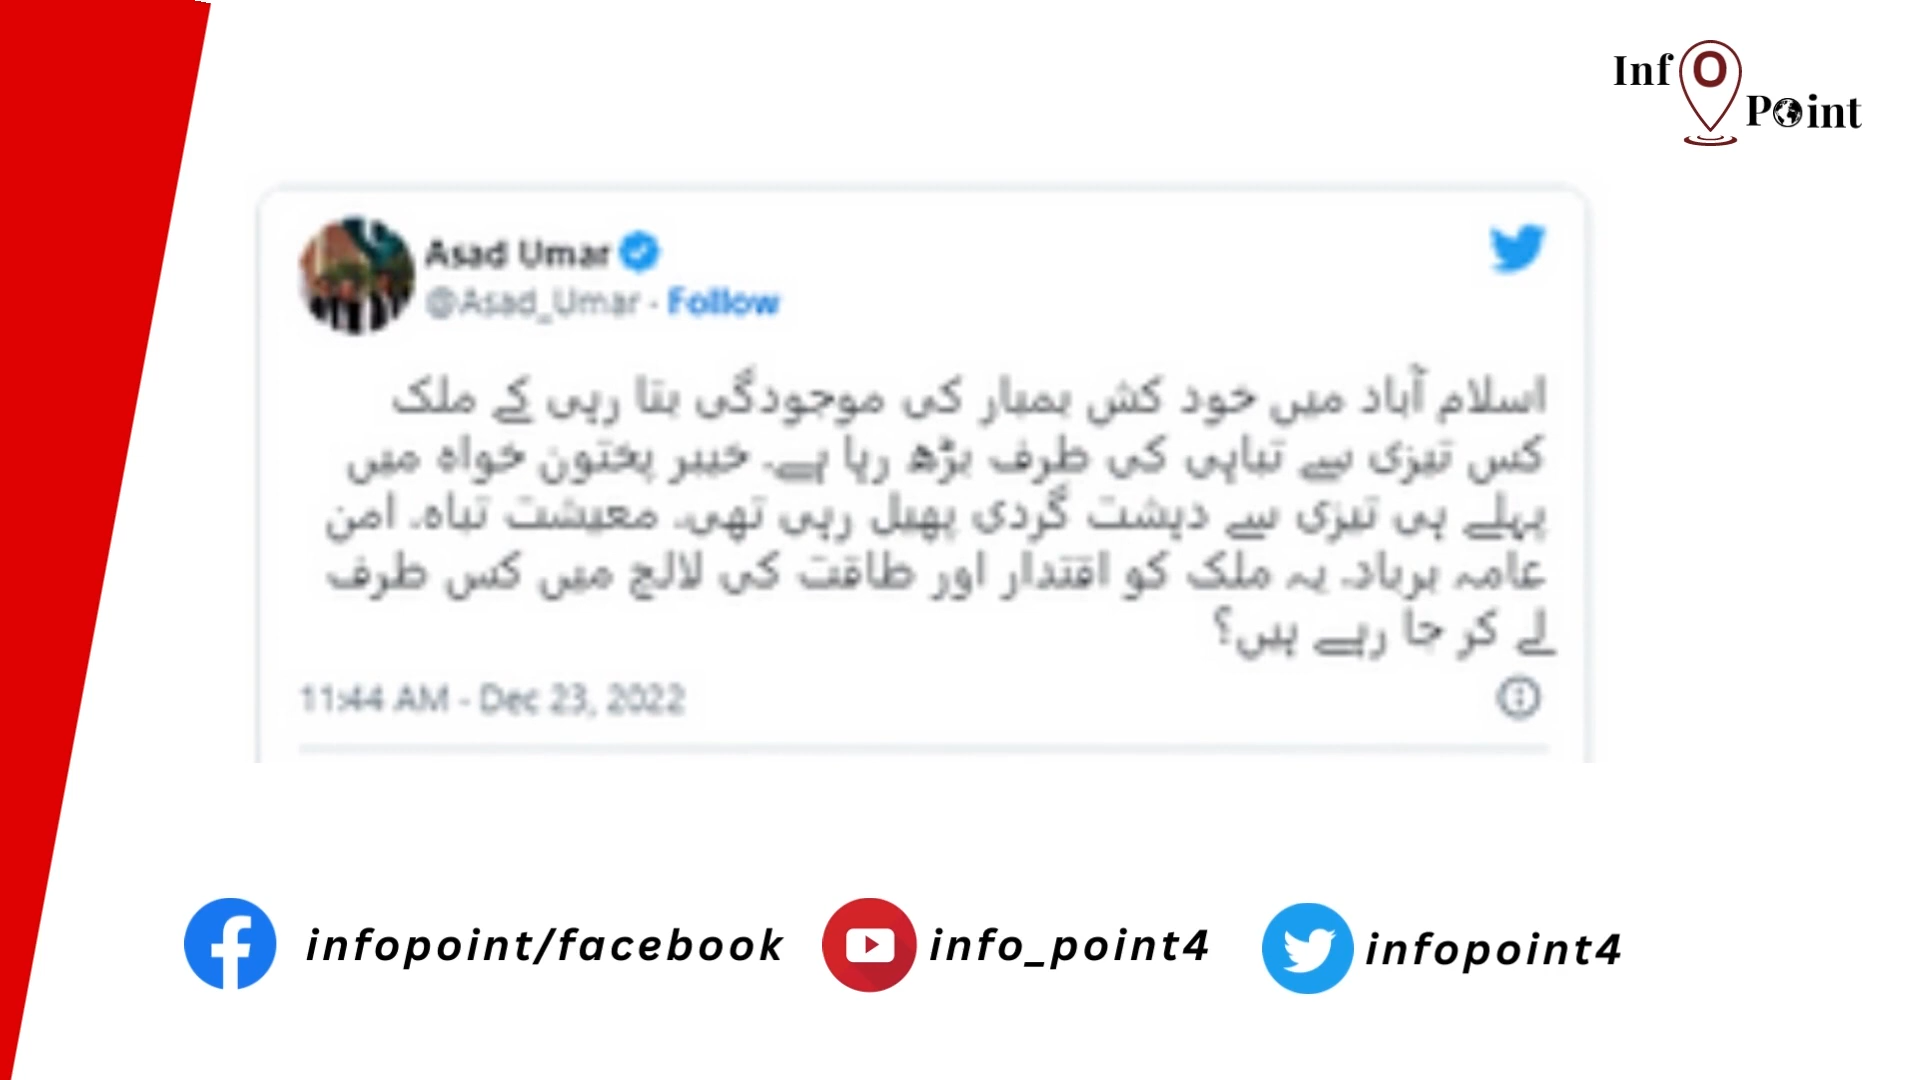 Info Point
Asad Umar
@Asad_Umar · Follow
اسلام آباد میں خود کش بمبار کی موجودگی بتا رہی کے ملک
کس تیزی سے تباہی کی طرف بڑھ رہا ہے۔ خیبر پختون خواہ میں
پہلے ہی تیزی سے دہشت گردی پھیل رہی تھی۔ معیشت تباہ۔ امن
عامہ برباد۔ یہ ملک کو اقتدار اور طاقت کی لالچ میں کس طرف
لے کر جا رہے ہیں؟
11:44 AM · Dec 23, 2022
infopoint/facebook
info_point4
infopoint4